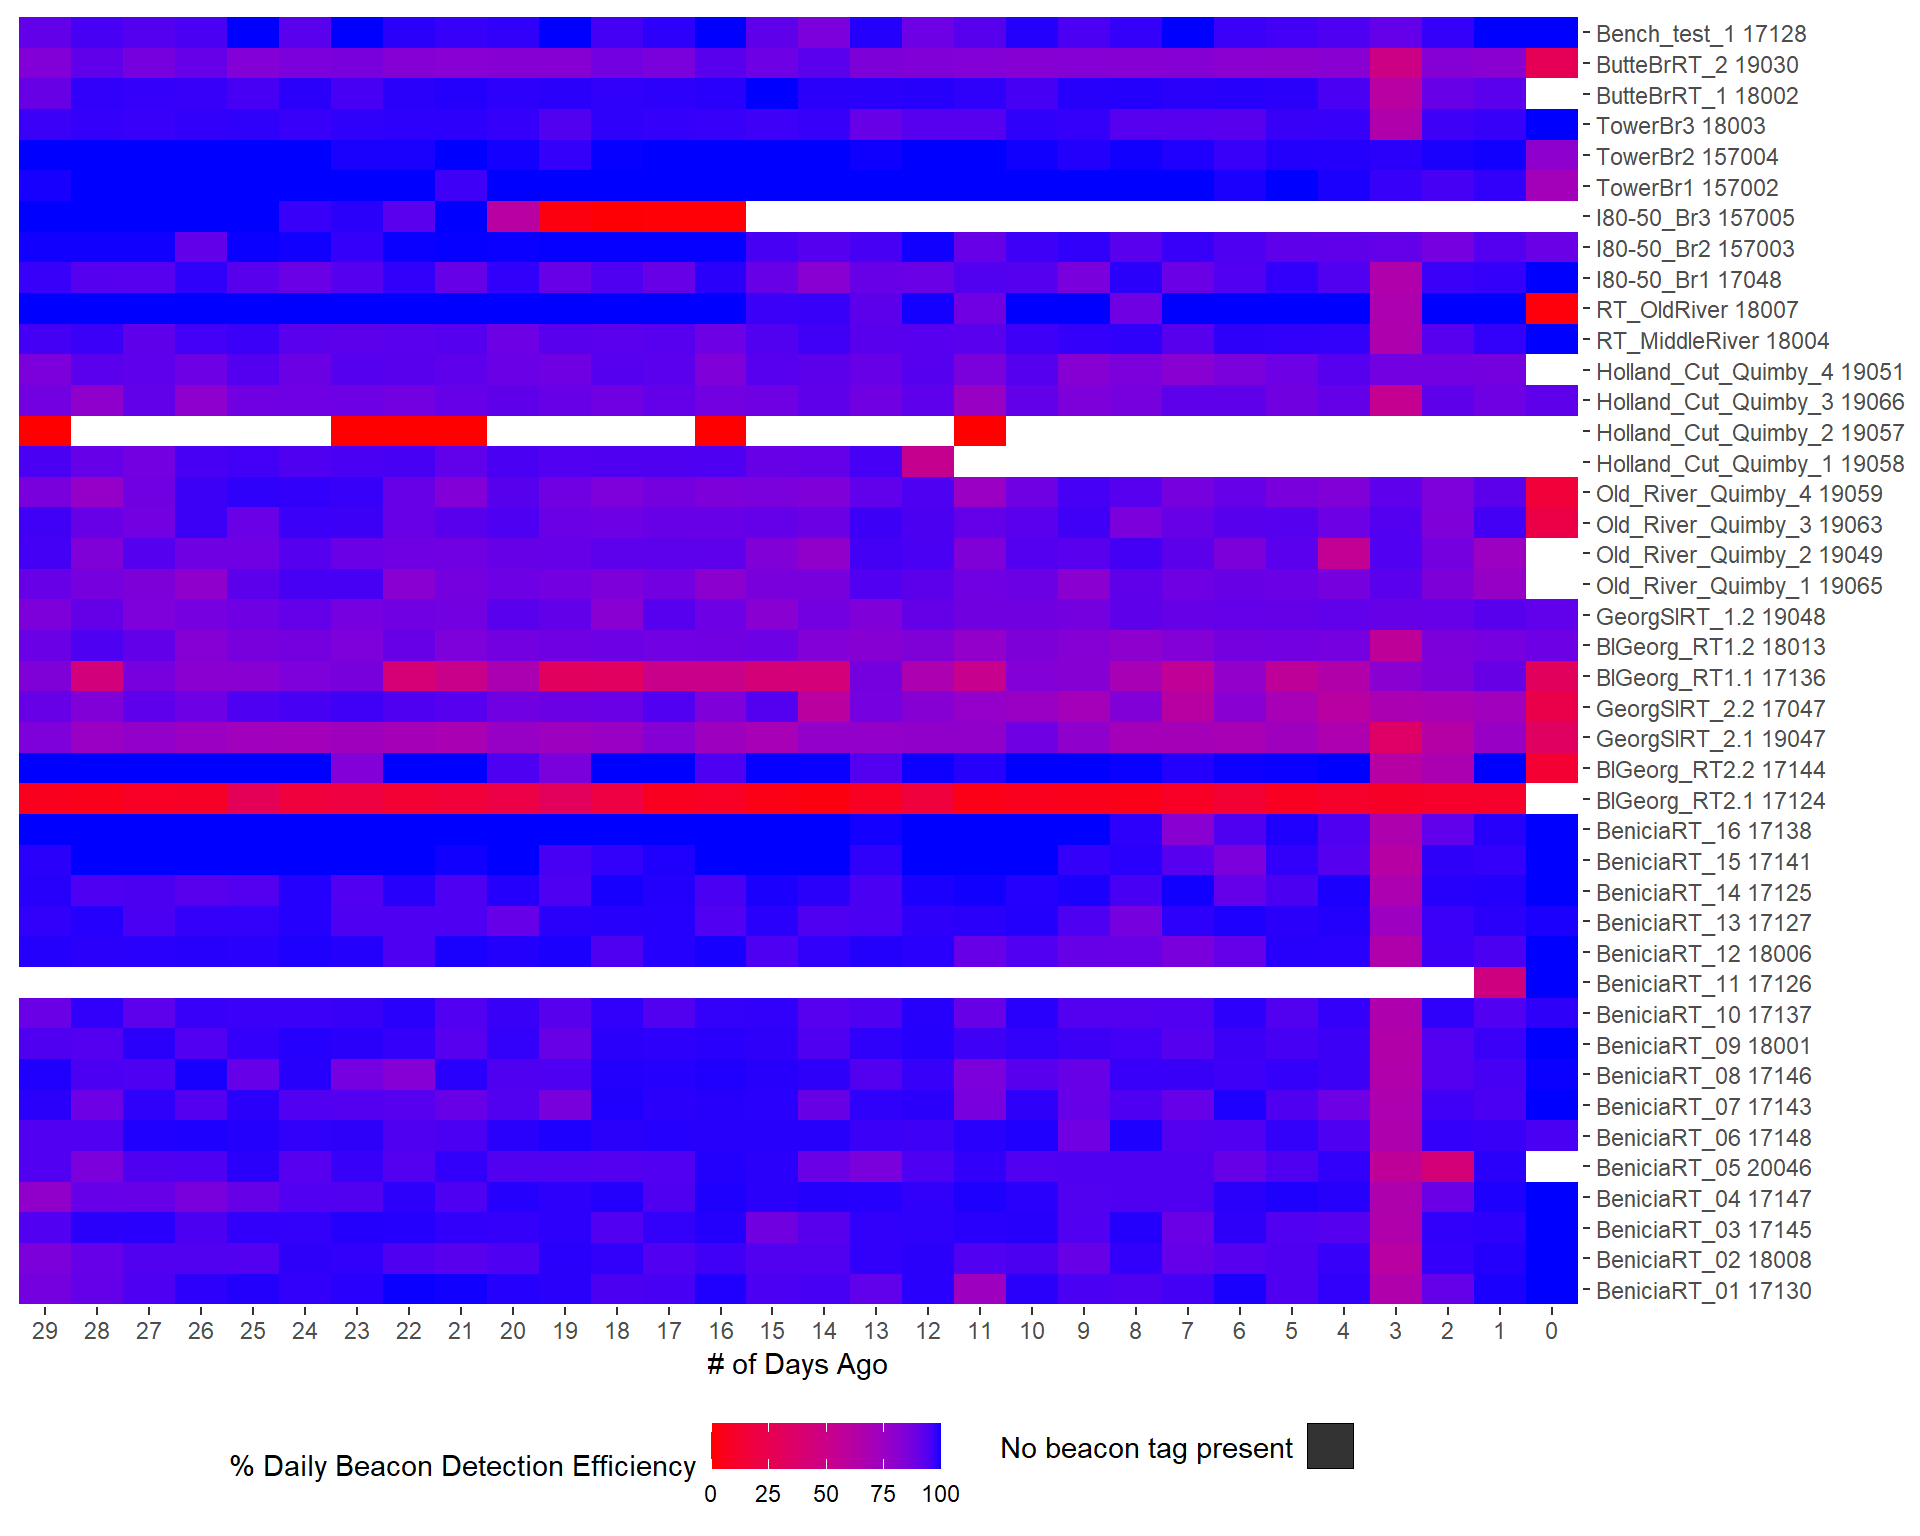 Bench_test_1 17128
ButteBrRT_2 19030
ButteBrRT_1 18002
TowerBr3 18003
TowerBr2 157004
TowerBr1 157002
I80-50_Br3 157005
I80-50_Br2 157003
I80-50_Br1 17048
RT_OldRiver 18007
RT_MiddleRiver 18004
Holland_Cut_Quimby_4 19051
Holland_Cut_Quimby_3 19066
Holland_Cut_Quimby_2 19057
Holland_Cut_Quimby_1 19058
Old_River_Quimby_4 19059
Old_River_Quimby_3 19063
Old_River_Quimby_2 19049
Old_River_Quimby_1 19065
GeorgSlRT_1.2 19048
BlGeorg_RT1.2 18013
BlGeorg_RT1.1 17136
GeorgSlRT_2.2 17047
GeorgSlRT_2.1 19047
BlGeorg_RT2.2 17144
BlGeorg_RT2.1 17124
BeniciaRT_16 17138
BeniciaRT_15 17141
BeniciaRT_14 17125
BeniciaRT_13 17127
BeniciaRT_12 18006
BeniciaRT_11 17126
BeniciaRT_10 17137
BeniciaRT_09 18001
BeniciaRT_08 17146
BeniciaRT_07 17143
BeniciaRT_06 17148
BeniciaRT_05 20046
BeniciaRT_04 17147
BeniciaRT_03 17145
BeniciaRT_02 18008
BeniciaRT_01 17130
29 28 27 26 25 24 23 22 21 20 19 18 17 16 15 14 13 12 11 10 9 8 7 6 5 4 3 2 1 0
# of Days Ago
% Daily Beacon Detection Efficiency
0 25 50 75 100
No beacon tag present